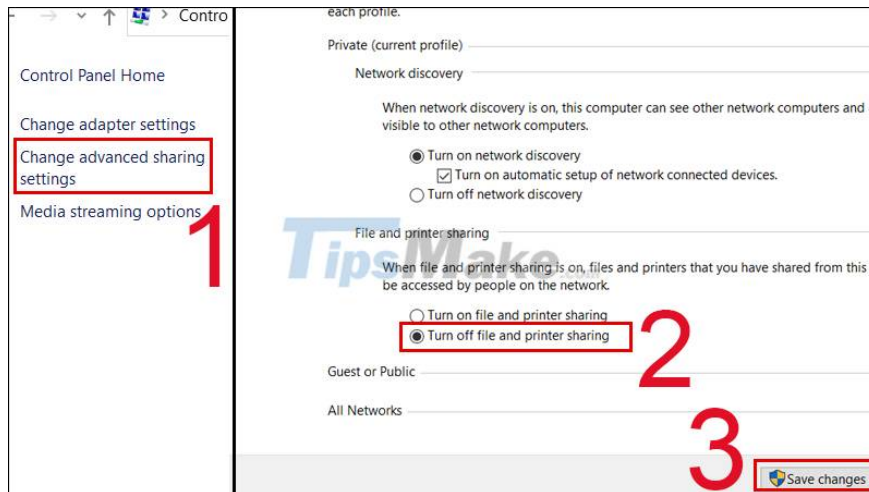 Contro
Control Panel Home
Change adapter settings
Change advanced sharing
settings
Media streaming options
1
each profile.
Private (current profile)
Network discovery
When network discovery is on, this computer can see other network computers and
visible to other network computers.
Turn on network discovery
Turn on automatic setup of network connected devices.
Turn off network discovery
File and printer sharing
TipsMake.com
When file and printer sharing is on, files and printers that you have shared from this
be accessed by people on the network.
Turn on file and printer sharing
Turn off file and printer sharing
2
Guest or Public
All Networks
3
Save changes